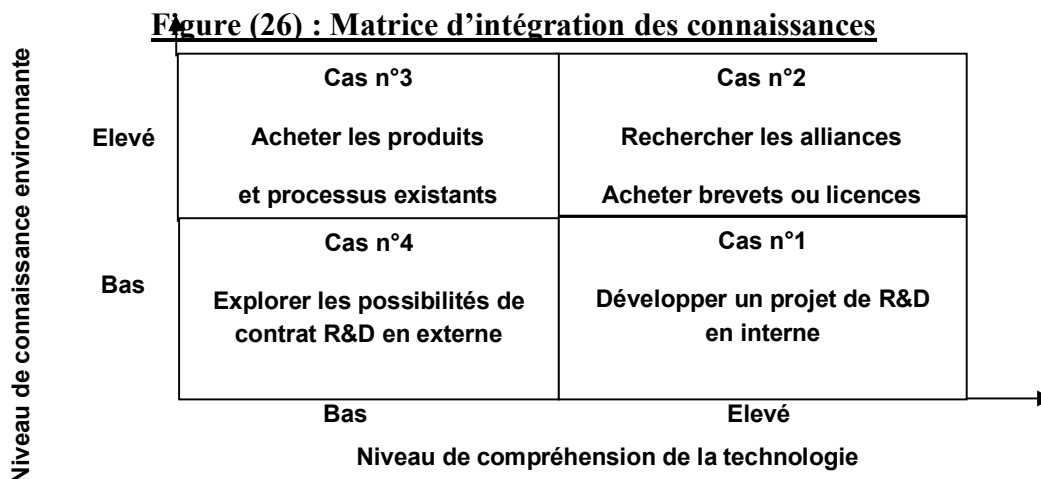 Figure (26) : Matrice d'intégration des connaissances
Niveau de connaissance environnante
Elevé
Bas
Cas n°3
Acheter les produits
et processus existants
Cas n°2
Rechercher les alliances
Acheter brevets ou licences
Cas n°4
Explorer les possibilités de
contrat R&D en externe
Cas n°1
Développer un projet de R&D
en interne
Bas
Elevé
Niveau de compréhension de la technologie